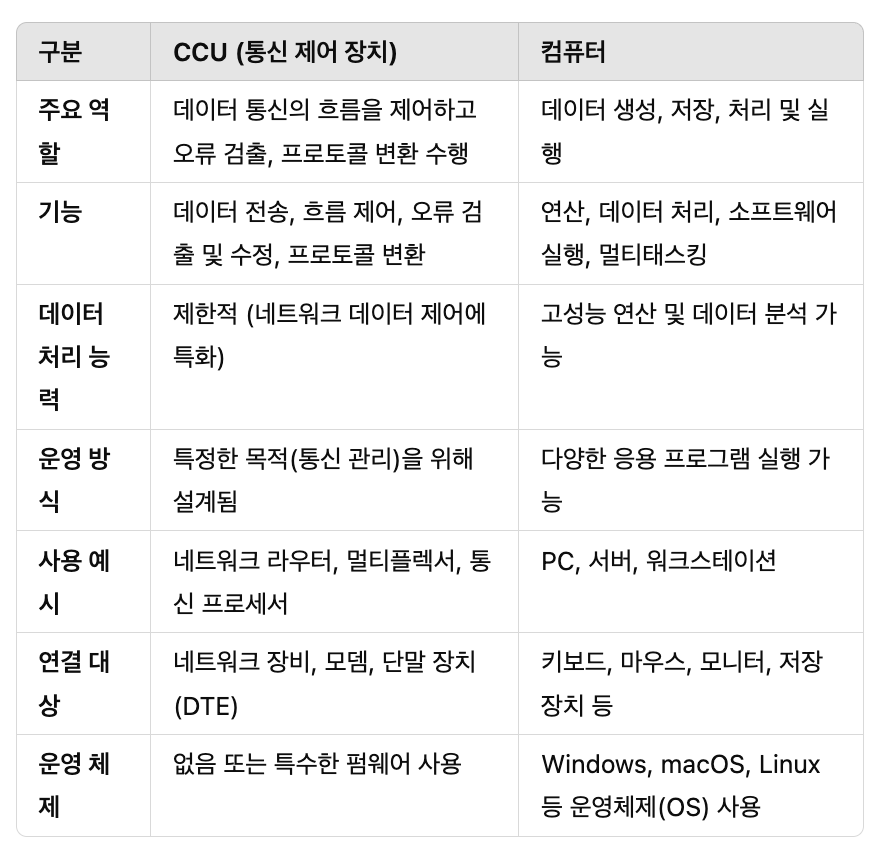 구분
CCU (통신 제어 장치)
컴퓨터
주요 역
할
데이터 통신의 흐름을 제어하고
오류 검출, 프로토콜 변환 수행
데이터 생성, 저장, 처리 및 실
행
기능
데이터 전송, 흐름 제어, 오류 검
출 및 수정, 프로토콜 변환
연산, 데이터 처리, 소프트웨어
실행, 멀티태스킹
데이터
처리 능
력
제한적 (네트워크 데이터 제어에
특화)
고성능 연산 및 데이터 분석 가
능
운영 방
식
특정한 목적(통신 관리)을 위해
설계됨
다양한 응용 프로그램 실행 가
능
사용 예
시
네트워크 라우터, 멀티플렉서, 통
신 프로세서
PC, 서버, 워크스테이션
연결 대
상
네트워크 장비, 모뎀, 단말 장치
(DTE)
키보드, 마우스, 모니터, 저장
장치 등
운영 체
제
없음 또는 특수한 펌웨어 사용
Windows, macOS, Linux
등 운영체제(OS) 사용